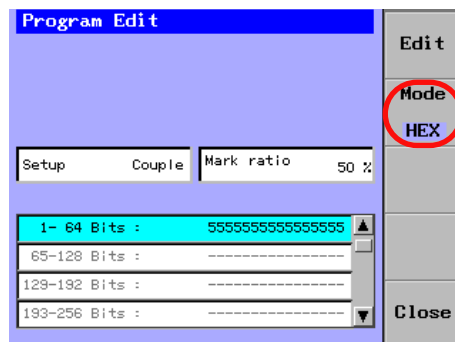 Program Edit
Edit
Mode
HEX
Setup Couple
Mark ratio 50 %
1- 64 Bits : 5555555555555555
65-128 Bits : ----------------
129-192 Bits : ----------------
193-256 Bits : ----------------
Close